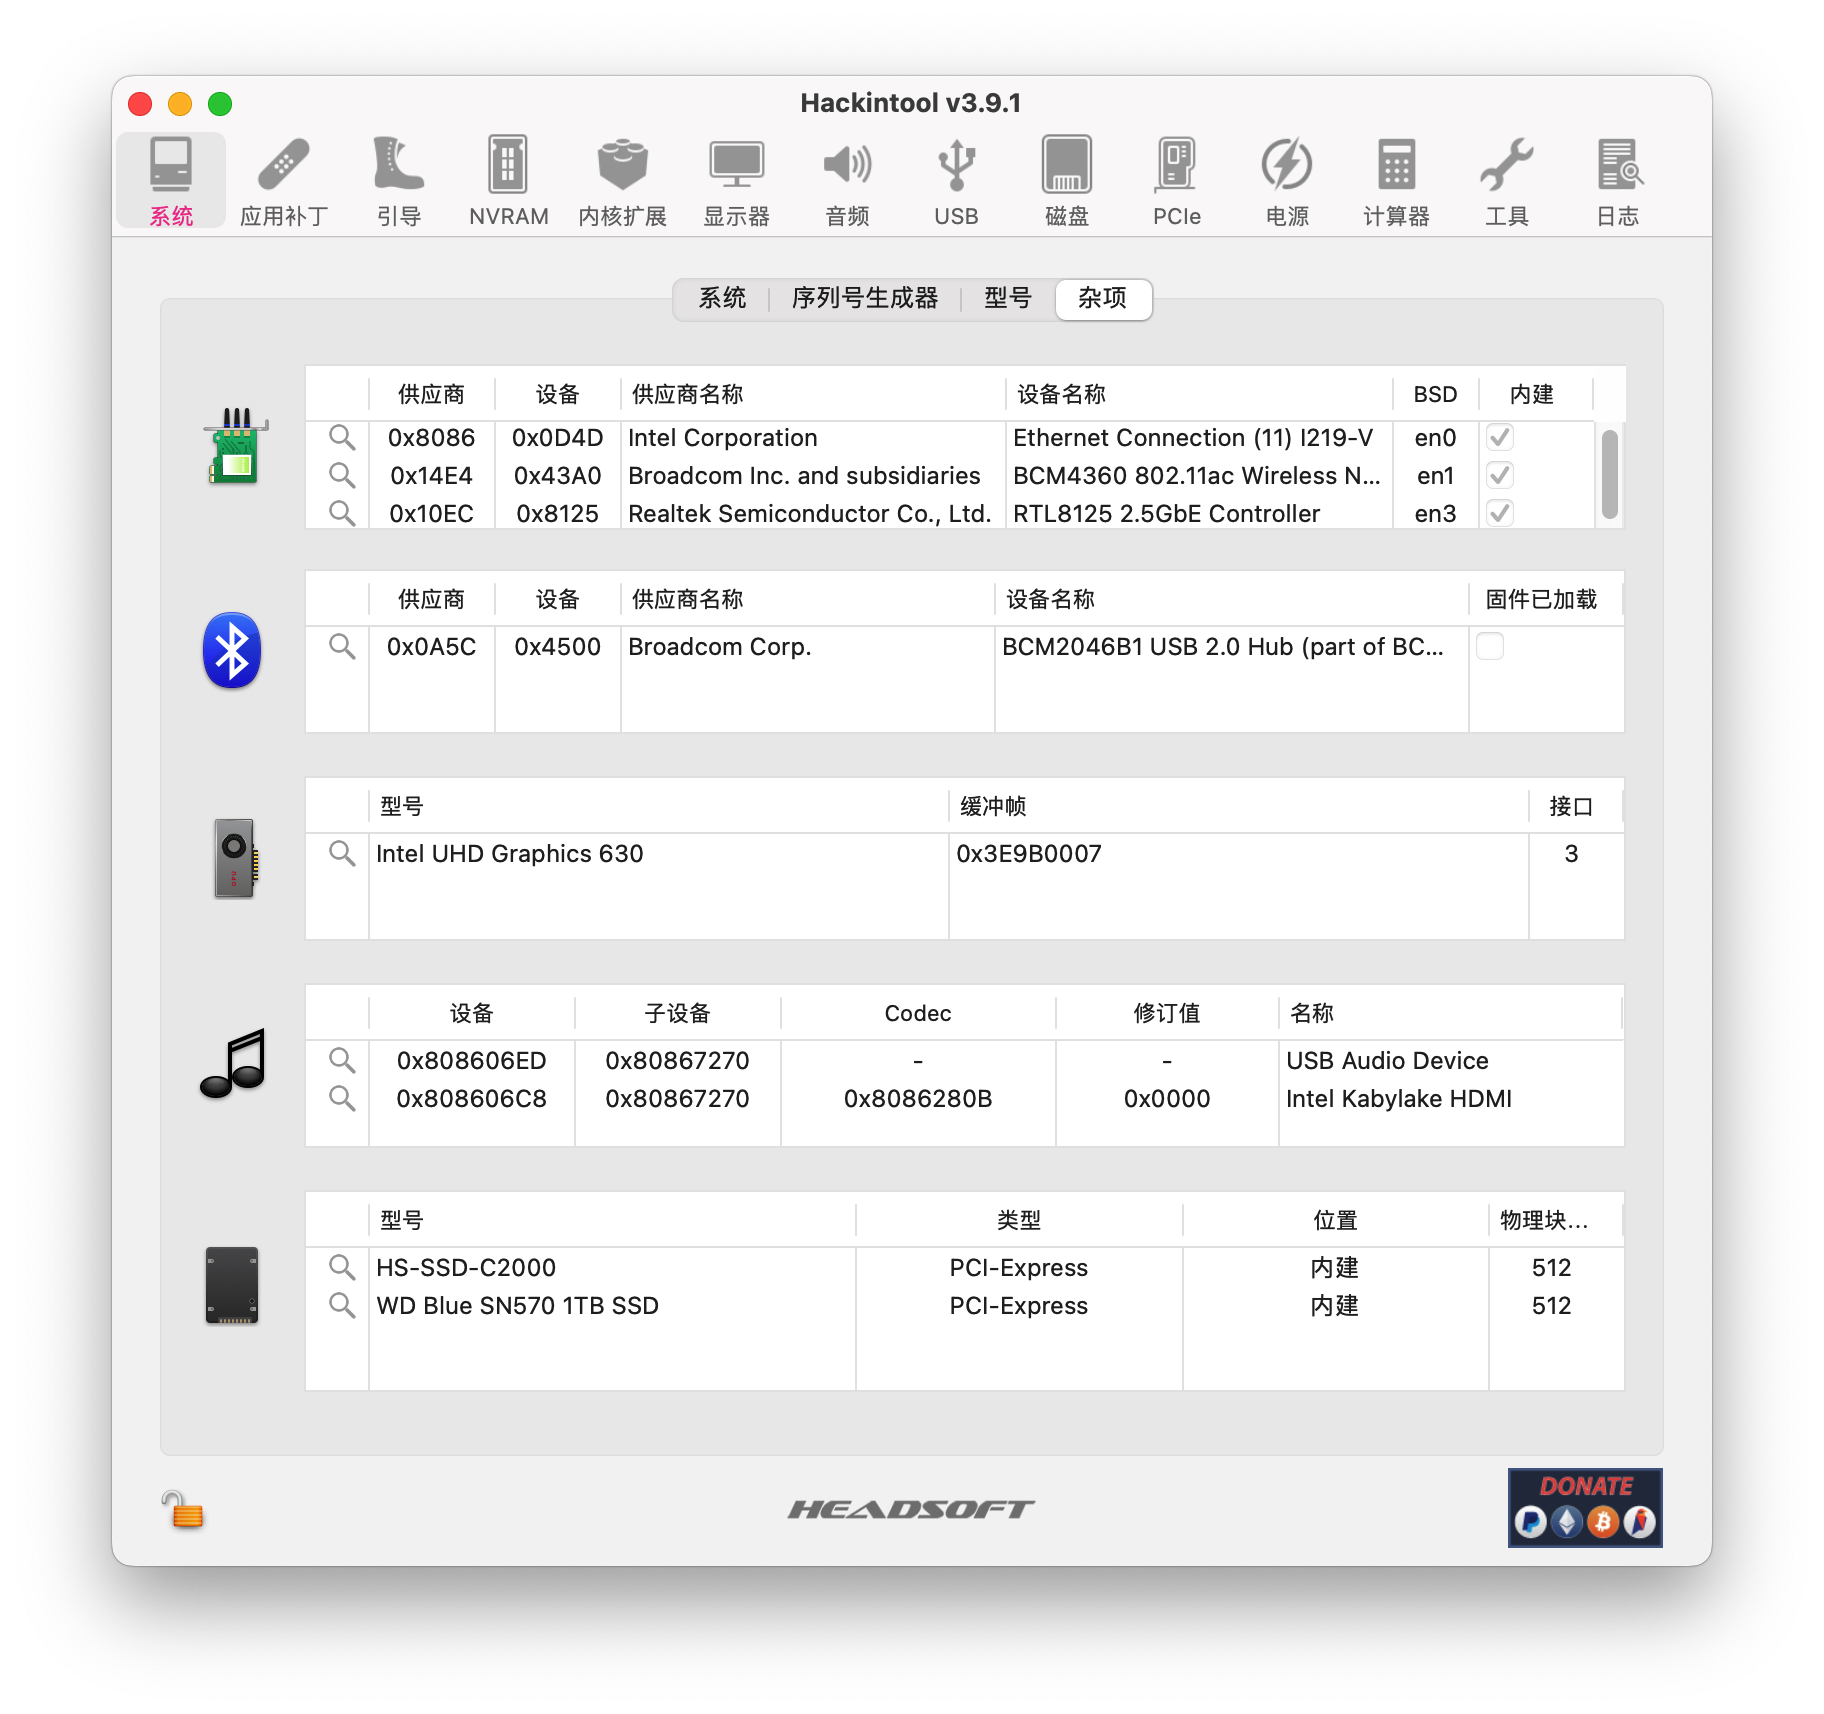 Hackintool v3.9.1
系统 应用补丁 引导 NVRAM 内核扩展 显示器 音频 USB 磁盘 PCIe 电源 计算器 工具 日志
系统 序列号生成器 型号 杂项
供应商 设备 供应商名称 设备名称 BSD 内建
0x8086 0x0D4D Intel Corporation Ethernet Connection (11) I219-V en0
0x14E4 0x43A0 Broadcom Inc. and subsidiaries BCM4360 802.11ac Wireless N... en1
0x10EC 0x8125 Realtek Semiconductor Co., Ltd. RTL8125 2.5GbE Controller en3
供应商 设备 供应商名称 设备名称 固件已加载
0x0A5C 0x4500 Broadcom Corp. BCM2046B1 USB 2.0 Hub (part of BC...
型号 缓冲帧 接口
Intel UHD Graphics 630 0x3E9B0007 3
设备 子设备 Codec 修订值 名称
0x808606ED 0x80867270 - - USB Audio Device
0x808606C8 0x80867270 0x8086280B 0x0000 Intel Kabylake HDMI
型号 类型 位置 物理块...
HS-SSD-C2000 PCI-Express 内建 512
WD Blue SN570 1TB SSD PCI-Express 内建 512
HEADSOFT
DONATE